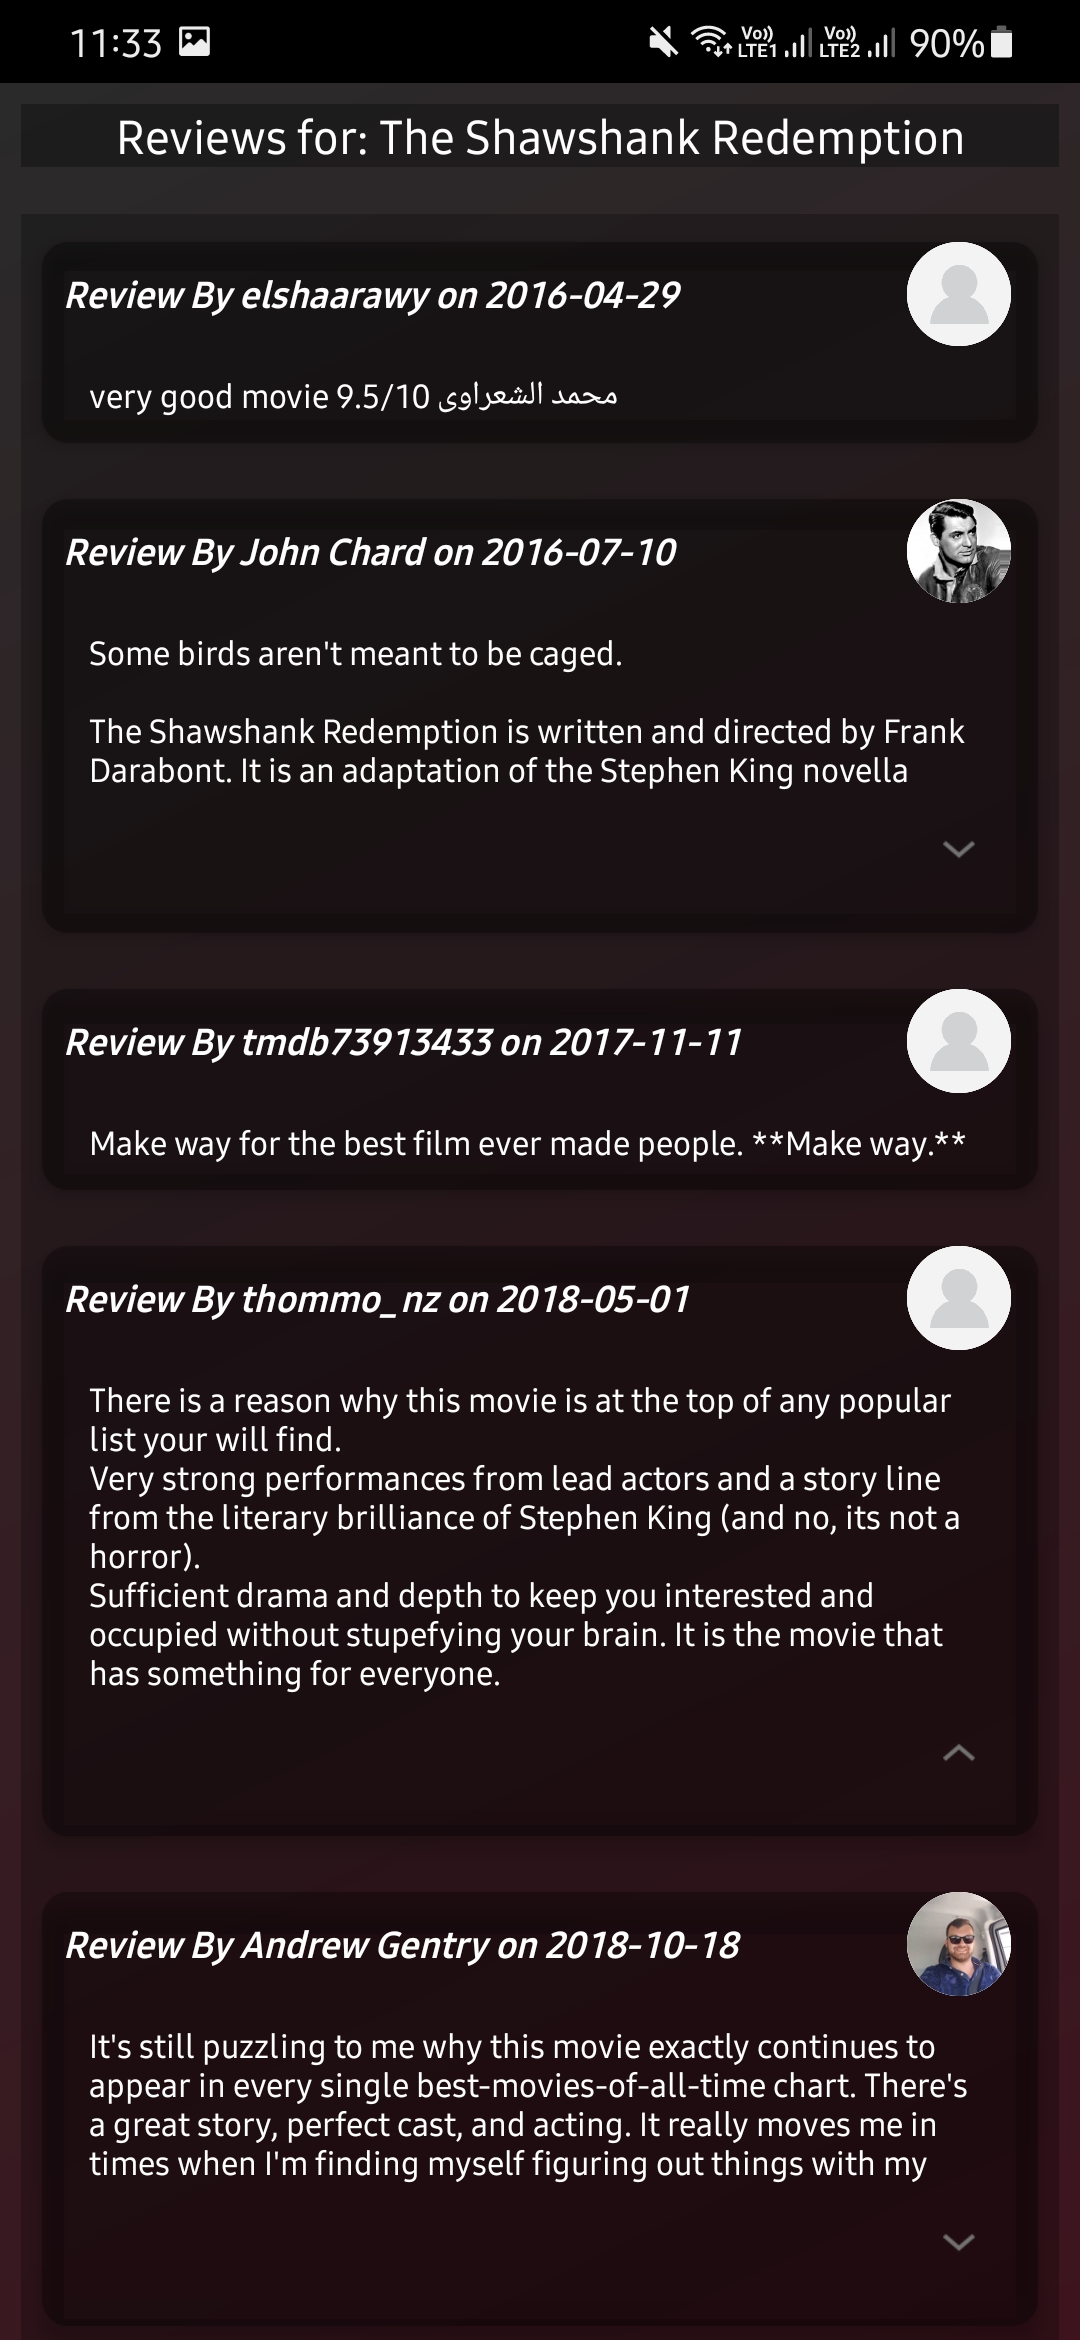 11:33
Vo)) LTE1 Vo)) LTE2 90%
Reviews for: The Shawshank Redemption
Review By elshaarawy on 2016-04-29
very good movie 9.5/10 محمد الشعراوى
Review By John Chard on 2016-07-10
Some birds aren't meant to be caged.
The Shawshank Redemption is written and directed by Frank
Darabont. It is an adaptation of the Stephen King novella
Review By tmdb73913433 on 2017-11-11
Make way for the best film ever made people. **Make way.**
Review By thommo_nz on 2018-05-01
There is a reason why this movie is at the top of any popular
list your will find.
Very strong performances from lead actors and a story line
from the literary brilliance of Stephen King (and no, its not a
horror).
Sufficient drama and depth to keep you interested and
occupied without stupefying your brain. It is the movie that
has something for everyone.
Review By Andrew Gentry on 2018-10-18
It's still puzzling to me why this movie exactly continues to
appear in every single best-movies-of-all-time chart. There's
a great story, perfect cast, and acting. It really moves me in
times when I'm finding myself figuring out things with my